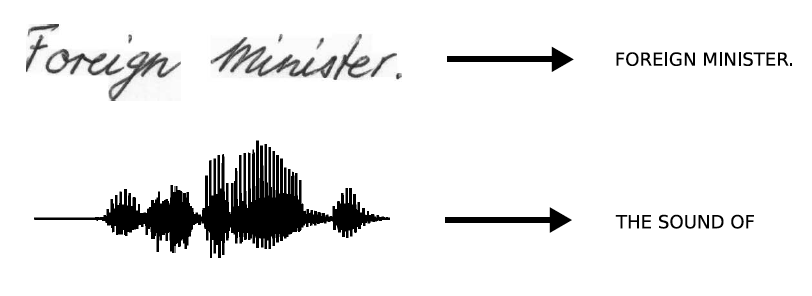 Foreign Minister. FOREIGN MINISTER.
THE SOUND OF